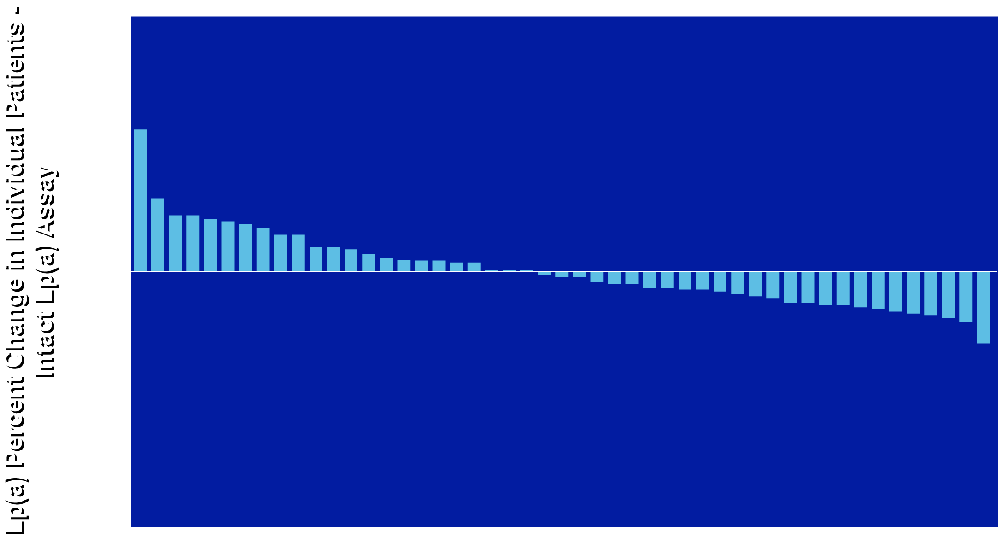 Lp(a) Percent Change in Individual Patients -
Intact Lp(a) Assay